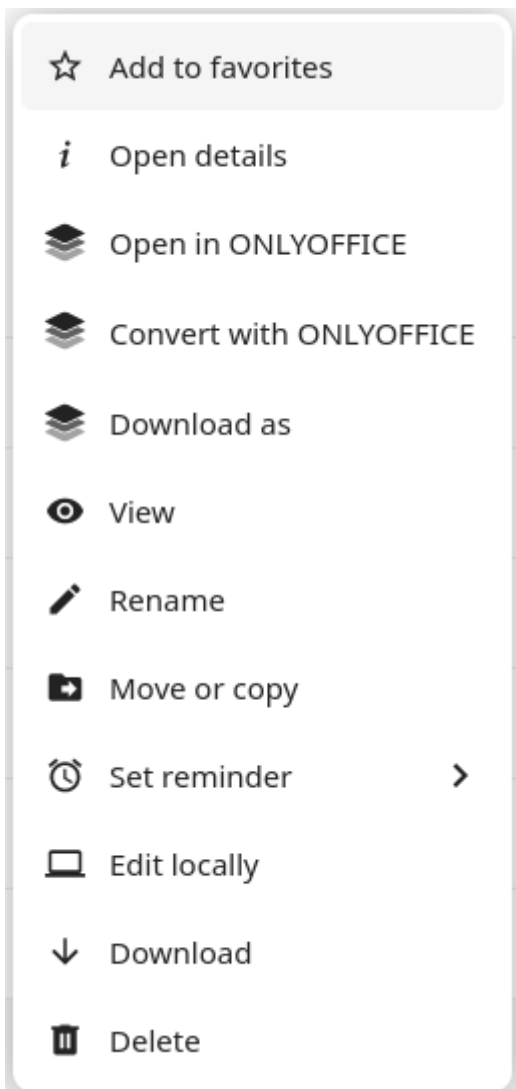 Add to favorites
Open details
Open in ONLYOFFICE
Convert with ONLYOFFICE
Download as
View
Rename
Move or copy
Set reminder
Edit locally
Download
Delete